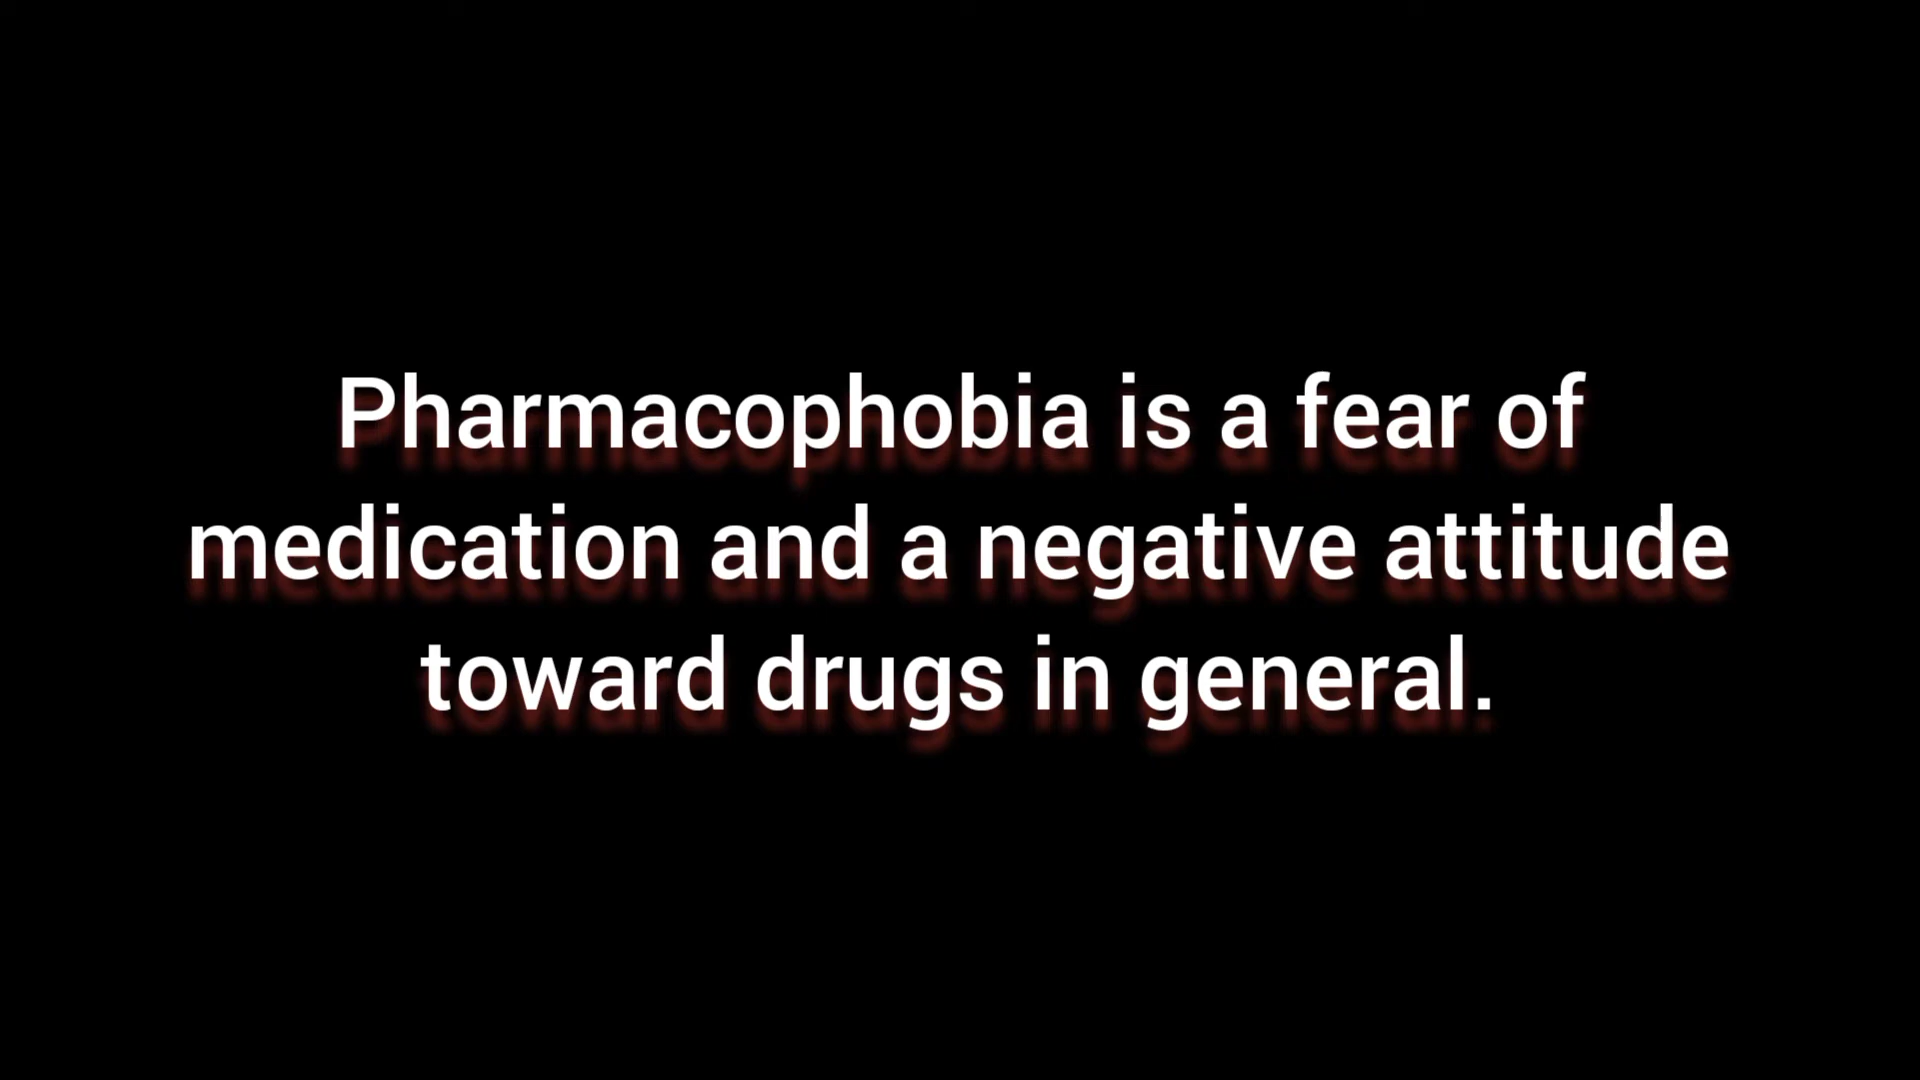 Pharmacophobia is a fear of
medication and a negative attitude
toward drugs in general.